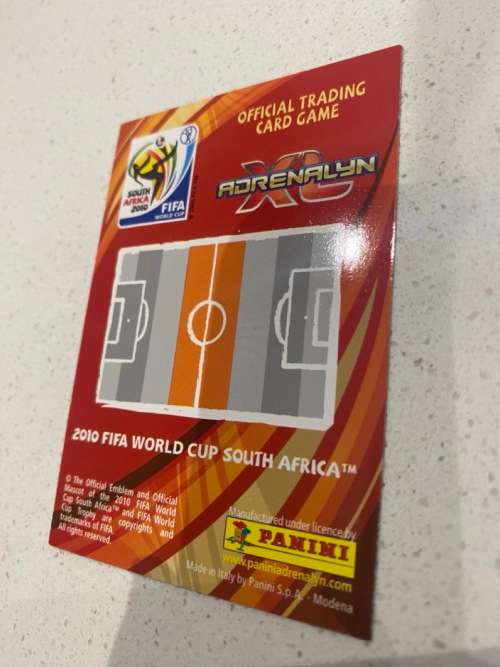 OFFICIAL TRADING
CARD GAME
SOUTH
AFRICA
2010
FIFA
WORLD CUP
ADRENALYN
XL
2010 FIFA WORLD CUP SOUTH AFRICA™
© The Official Emblem and Official
Mascot of the 2010 FIFA World
Cup South Africa™ and FIFA World
Cup Trophy are copyrights and
trademarks of FIFA.
All rights reserved.
Manufactured under licence by
PANINI
www.paniniadrenalyn.com
Made in Italy by Panini S.p.A. - Modena